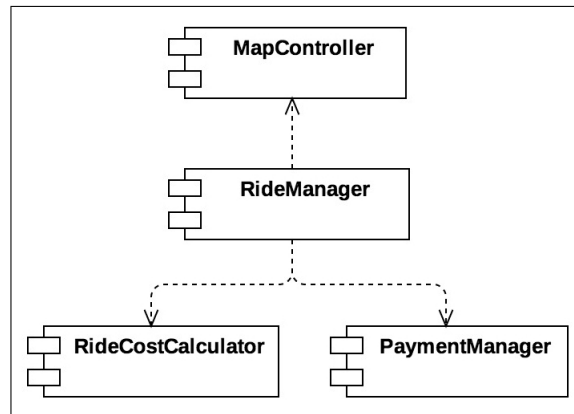 MapController
RideManager
RideCostCalculator
PaymentManager